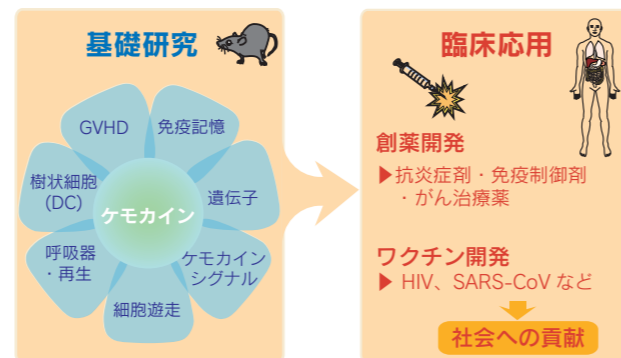 基礎研究
GVHD
免疫記憶
樹状細胞
(DC)
ケモカイン
遺伝子
呼吸器
・再生
ケモカイン
シグナル
細胞遊走
臨床応用
創薬開発
▶抗炎症剤・免疫制御剤
・がん治療薬
ワクチン開発
▶ HIV、SARS-CoV など
社会への貢献